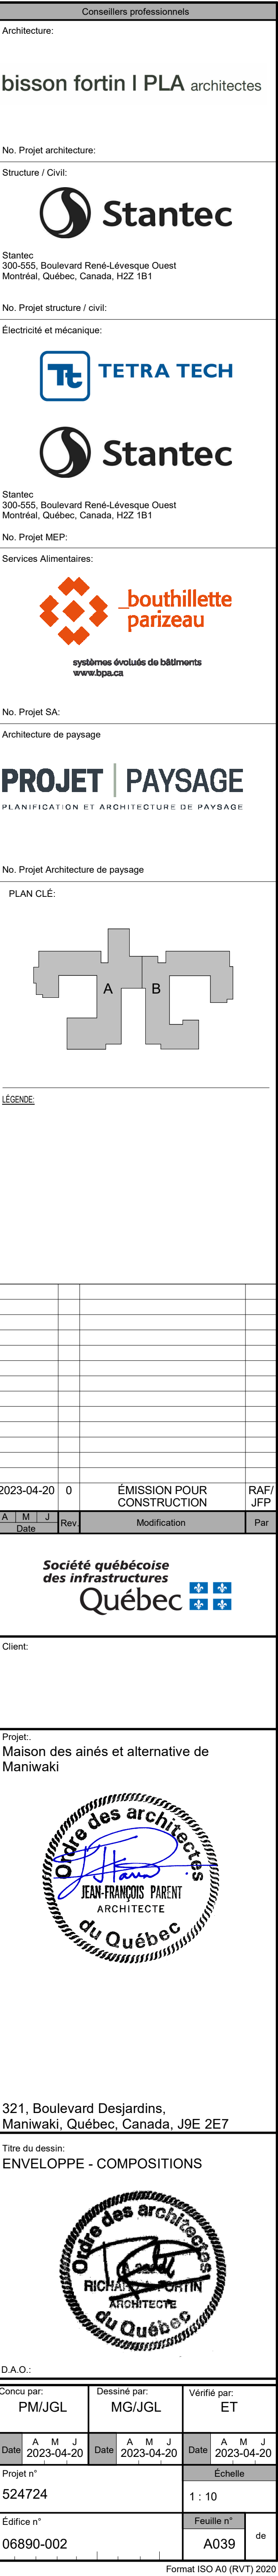 Conseillers professionnels
Architecture:
bisson fortin | PLA architectes
No. Projet architecture:
Structure / Civil:
Stantec
Stantec
300-555, Boulevard René-Lévesque Ouest
Montréal, Québec, Canada, H2Z 1B1
No. Projet structure / civil:
Électricité et mécanique:
Tt TETRA TECH
Stantec
Stantec
300-555, Boulevard René-Lévesque Ouest
Montréal, Québec, Canada, H2Z 1B1
No. Projet MEP:
Services Alimentaires:
_bouthillette
parizeau
systèmes évolués de bâtiments
www.bpa.ca
No. Projet SA:
Architecture de paysage
PROJET | PAYSAGE
PLANIFICATION ET ARCHITECTURE DE PAYSAGE
No. Projet Architecture de paysage
PLAN CLÉ:
A B
LÉGENDE:
2023-04-20 0 ÉMISSION POUR RAF/
CONSTRUCTION JFP
A M J
Date Rev. Modification Par
Société québécoise
des infrastructures
Québec
Client:
Projet:.
Maison des ainés et alternative de
Maniwaki
Ordre des architectes
JEAN-FRANÇOIS PARENT
ARCHITECTE
du Québec
321, Boulevard Desjardins,
Maniwaki, Québec, Canada, J9E 2E7
Titre du dessin:
ENVELOPPE - COMPOSITIONS
Ordre des architectes
FORTIN
ARCHITECTE
du Québec
D.A.O.:
Concu par: Dessiné par: Vérifié par:
PM/JGL MG/JGL ET
A M J A M J A M J
Date 2023-04-20 Date 2023-04-20 Date 2023-04-20
Projet n° Échelle
524724 1 : 10
Édifice n° Feuille n°
06890-002 A039 de
Format ISO A0 (RVT) 2020